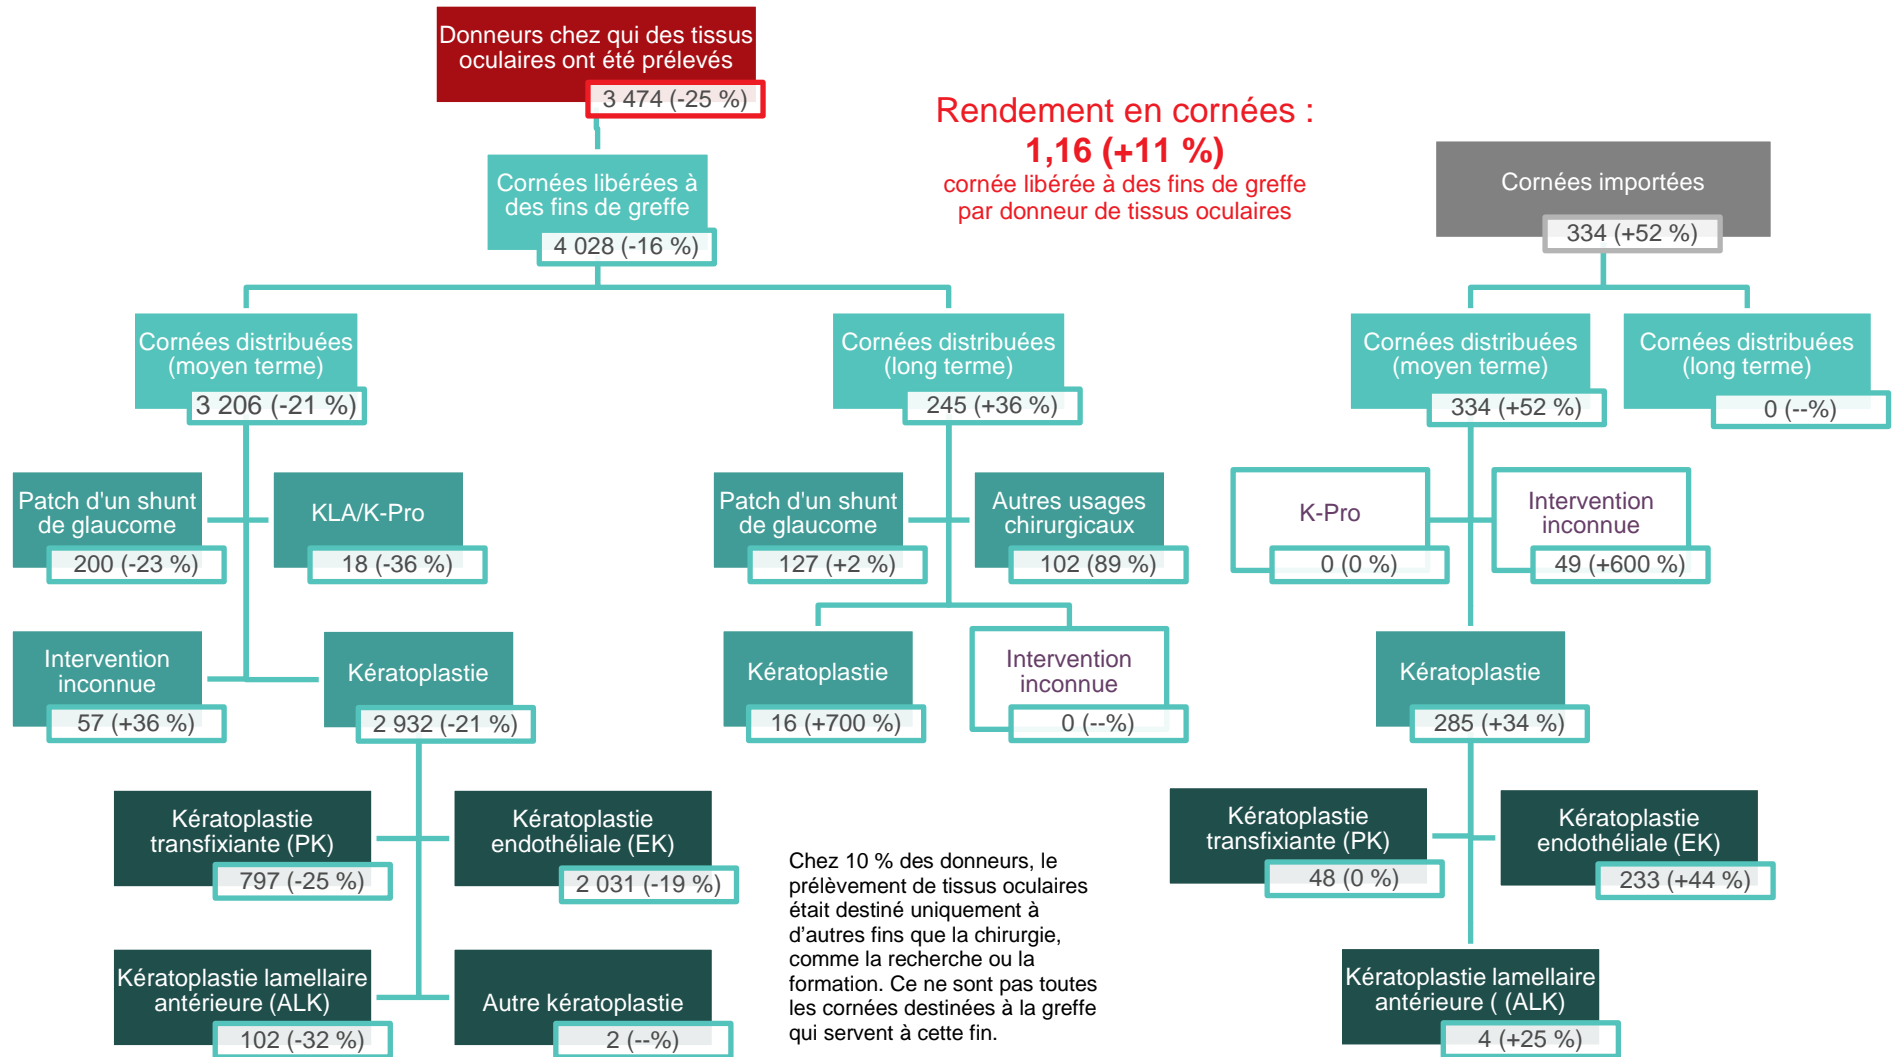 Donneurs chez qui des tissus
oculaires ont été prélevés
3 474 (-25 %)
Rendement en cornées :
1,16 (+11 %)
cornée libérée à des fins de greffe
par donneur de tissus oculaires
Cornées libérées à
des fins de greffe
4 028 (-16 %)
Cornées importées
334 (+52 %)
Cornées distribuées
(moyen terme)
3 206 (-21 %)
Cornées distribuées
(long terme)
245 (+36 %)
Cornées distribuées
(moyen terme)
334 (+52 %)
Cornées distribuées
(long terme)
0 (--%)
Patch d'un shunt
de glaucome
200 (-23 %)
KLA/K-Pro
18 (-36 %)
Patch d'un shunt
de glaucome
127 (+2 %)
Autres usages
chirurgicaux
102 (89 %)
K-Pro
0 (0 %)
Intervention
inconnue
49 (+600 %)
Intervention
inconnue
57 (+36 %)
Kératoplastie
2 932 (-21 %)
Kératoplastie
16 (+700 %)
Intervention
inconnue
0 (--%)
Kératoplastie
285 (+34 %)
Kératoplastie
transfixiante (PK)
797 (-25 %)
Kératoplastie
endothéliale (EK)
2 031 (-19 %)
Kératoplastie
transfixiante (PK)
48 (0 %)
Kératoplastie
endothéliale (EK)
233 (+44 %)
Kératoplastie lamellaire
antérieure (ALK)
102 (-32 %)
Autre kératoplastie
2 (--%)
Chez 10 % des donneurs, le
prélèvement de tissus oculaires
était destiné uniquement à
d’autres fins que la chirurgie,
comme la recherche ou la
formation. Ce ne sont pas toutes
les cornées destinées à la greffe
qui servent à cette fin.
Kératoplastie lamellaire
antérieure ( (ALK)
4 (+25 %)